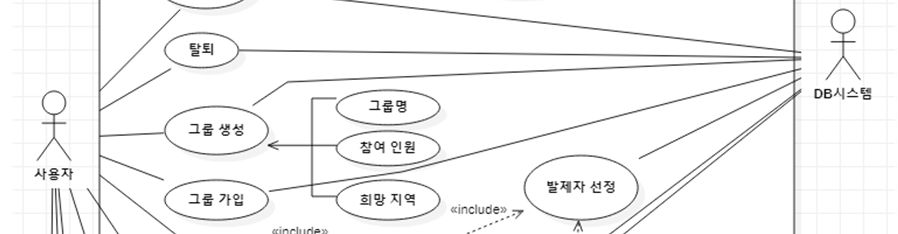 탈퇴
그룹명
DB시스템
그룹 생성
참여 인원
사용자
발제자 선정
그룹 가입
희망 지역
«include»
«include»